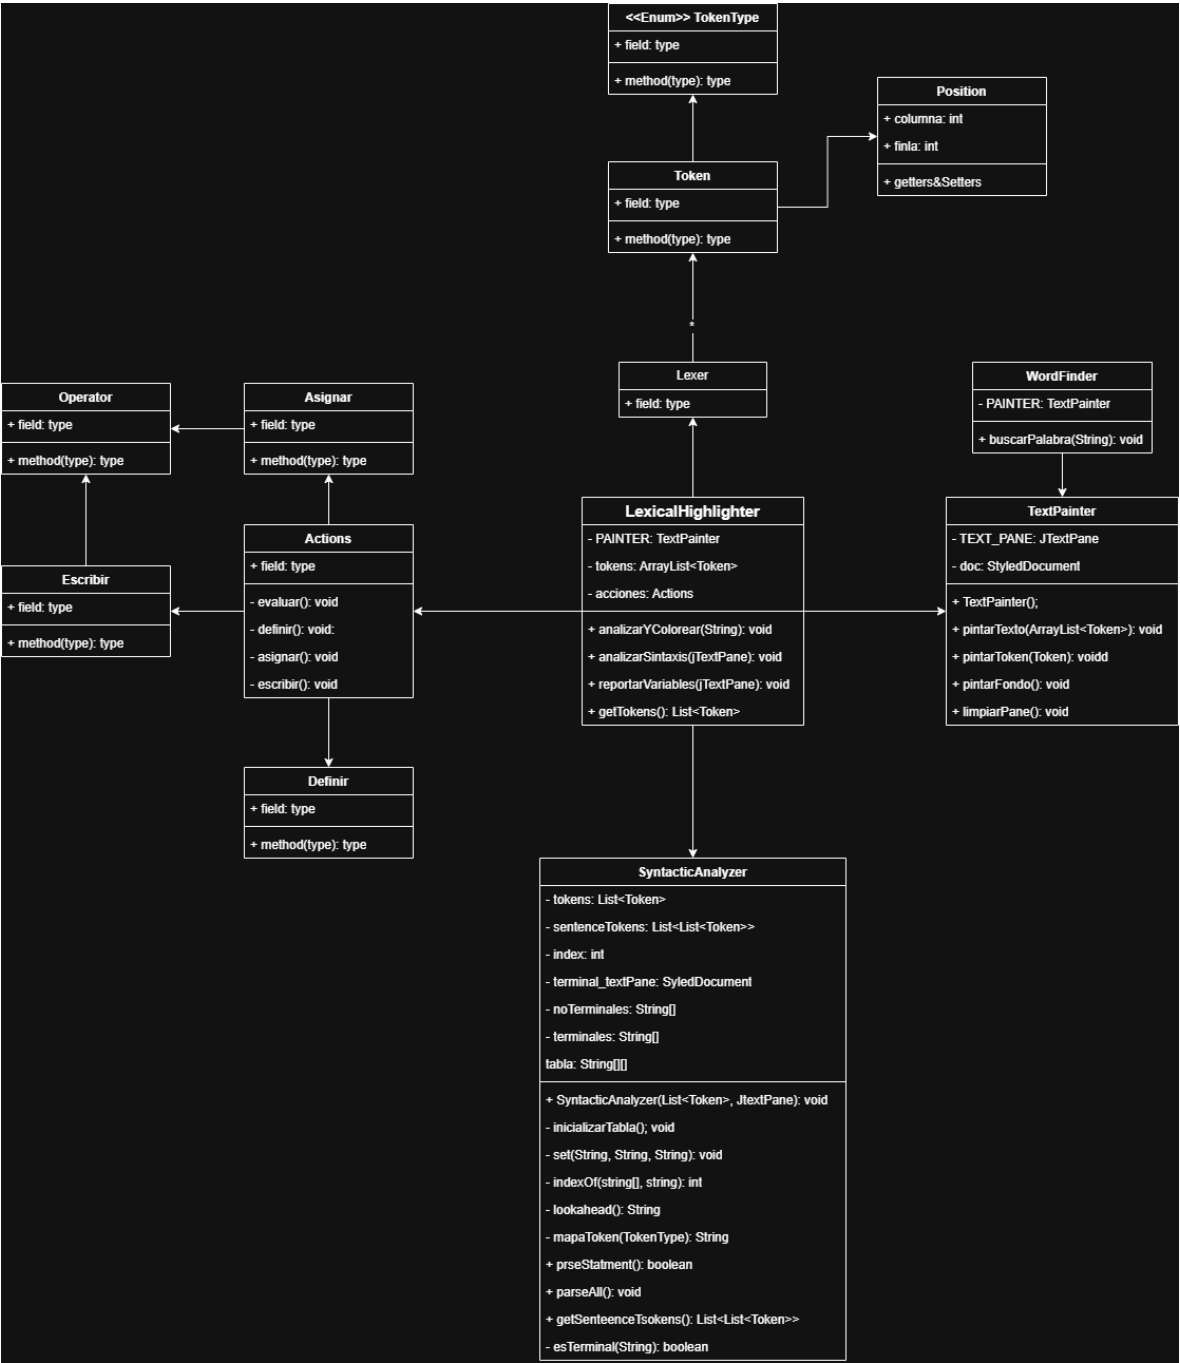 <<Enum>> TokenType
+ field: type
+ method(type): type
Position
+ columna: int
+ finla: int
+ getters&Setters
Token
+ field: type
+ method(type): type
*
Lexer
+ field: type
WordFinder
- PAINTER: TextPainter
+ buscarPalabra(String): void
Operator
+ field: type
+ method(type): type
Asignar
+ field: type
+ method(type): type
Actions
+ field: type
- evaluar(): void
- definir(): void:
- asignar(): void
- escribir(): void
Escribir
+ field: type
+ method(type): type
Definir
+ field: type
+ method(type): type
LexicalHighlighter
- PAINTER: TextPainter
- tokens: ArrayList<Token>
- acciones: Actions
+ analizarYColorear(String): void
+ analizarSintaxis(jTextPane): void
+ reportarVariables(jTextPane): void
+ getTokens(): List<Token>
TextPainter
- TEXT_PANE: JTextPane
- doc: StyledDocument
+ TextPainter();
+ pintarTexto(ArrayList<Token>): void
+ pintarToken(Token): voidd
+ pintarFondo(): void
+ limpiarPane(): void
SyntacticAnalyzer
- tokens: List<Token>
- sentenceTokens: List<List<Token>>
- index: int
- terminal_textPane: SyledDocument
- noTerminales: String[]
- terminales: String[]
tabla: String[][]
+ SyntacticAnalyzer(List<Token>, JtextPane): void
- inicializarTabla(); void
- set(String, String, String): void
- indexOf(string[], string): int
- lookahead(): String
- mapaToken(TokenType): String
+ prseStatment(): boolean
+ parseAll(): void
+ getSenteenceTsokens(): List<List<Token>>
- esTerminal(String): boolean